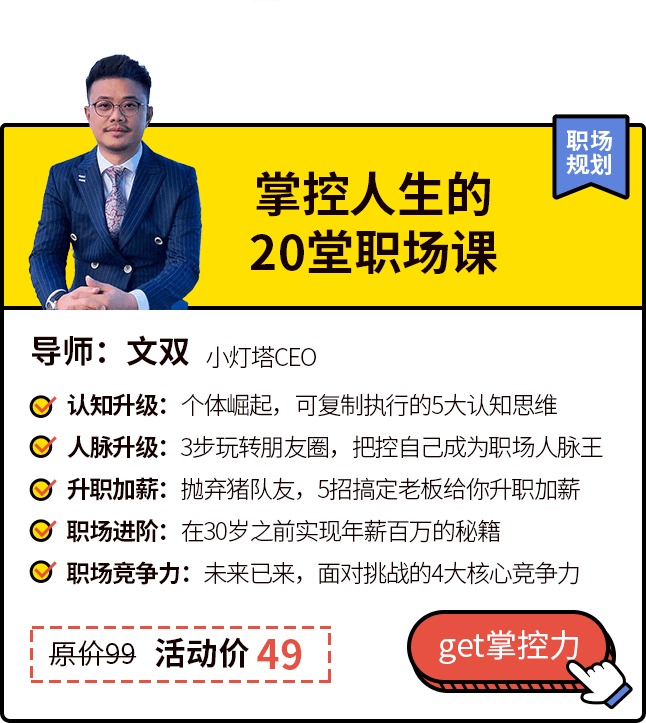 职场
规划
掌控人生的
20堂职场课
导师：文双 小灯塔CEO
认知升级：个体崛起，可复制执行的5大认知思维
人脉升级：3步玩转朋友圈，把控自己成为职场人脉王
升职加薪：抛弃猪队友，5招搞定老板给你升职加薪
职场进阶：在30岁之前实现年薪百万的秘籍
职场竞争力：未来已来，面对挑战的4大核心竞争力
原价99 活动价 49
get掌控力